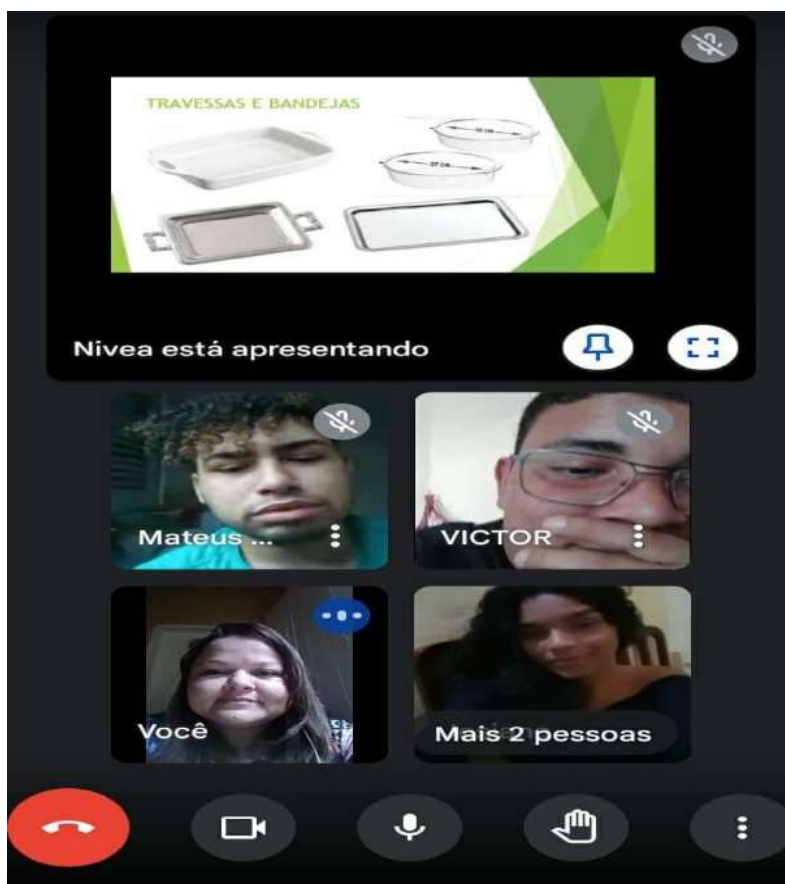 TRAVESSAS E BANDEJAS
Nivea está apresentando
Mateus ...
VICTOR
Você
Mais 2 pessoas